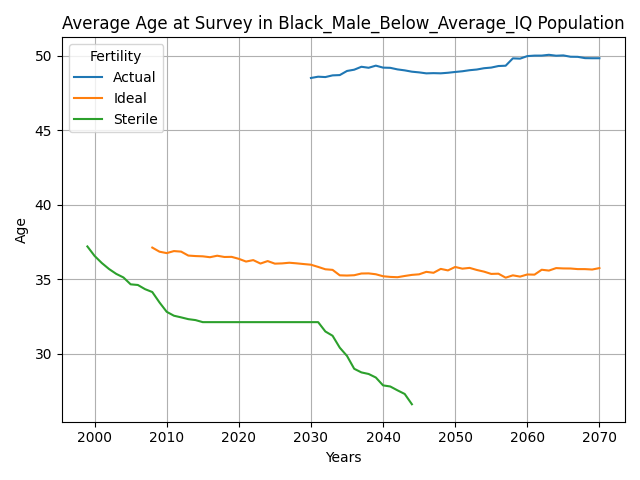 Average Age at Survey in Black_Male_Below_Average_IQ Population
Fertility
Actual
Ideal
Sterile
50
45
40
35
30
Age
2000 2010 2020 2030 2040 2050 2060 2070
Years